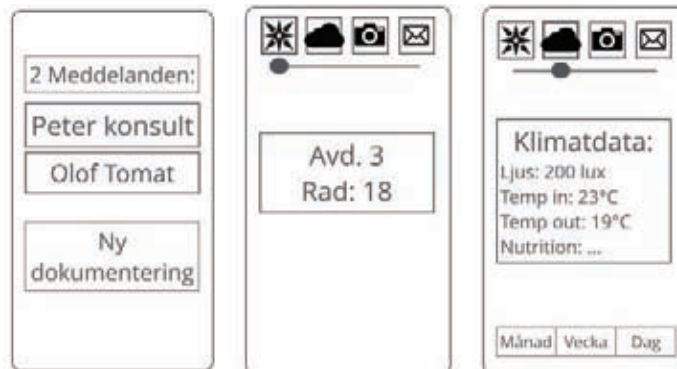 2 Meddelanden:
Peter konsult
Olof Tomat
Ny
dokumentering
Avd. 3
Rad: 18
Klimatdata:
Ljus: 200 lux
Temp in: 23°C
Temp out: 19°C
Nutrition: ...
Månad Vecka Dag